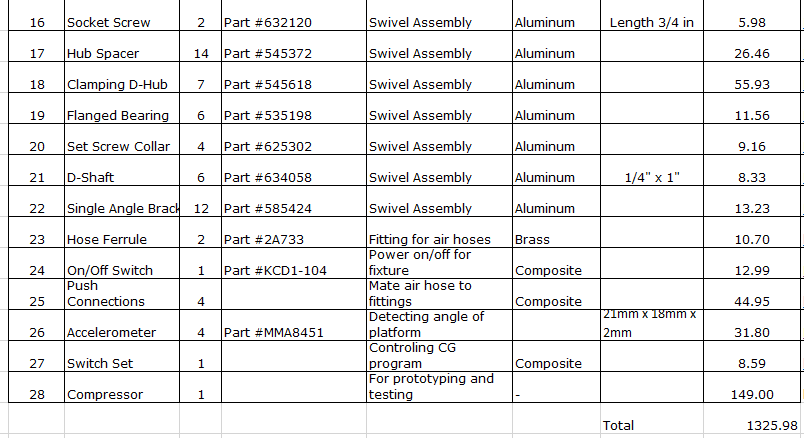 16 Socket Screw 2 Part #632120 Swivel Assembly Aluminum Length 3/4 in 5.98
17 Hub Spacer 14 Part #545372 Swivel Assembly Aluminum 26.46
18 Clamping D-Hub 7 Part #545618 Swivel Assembly Aluminum 55.93
19 Flanged Bearing 6 Part #535198 Swivel Assembly Aluminum 11.56
20 Set Screw Collar 4 Part #625302 Swivel Assembly Aluminum 9.16
21 D-Shaft 6 Part #634058 Swivel Assembly Aluminum 1/4" x 1" 8.33
22 Single Angle Brack 12 Part #585424 Swivel Assembly Aluminum 13.23
23 Hose Ferrule 2 Part #2A733 Fitting for air hoses Brass 10.70
Power on/off for
24 On/Off Switch 1 Part #KCD1-104 fixture Composite 12.99
Push Mate air hose to
25 Connections 4 fittings Composite 44.95
Detecting angle of 21mm x 18mm x
26 Accelerometer 4 Part #MMA8451 platform 2mm 31.80
Controling CG
27 Switch Set 1 program Composite 8.59
For prototyping and
28 Compressor 1 testing - 149.00
Total 1325.98